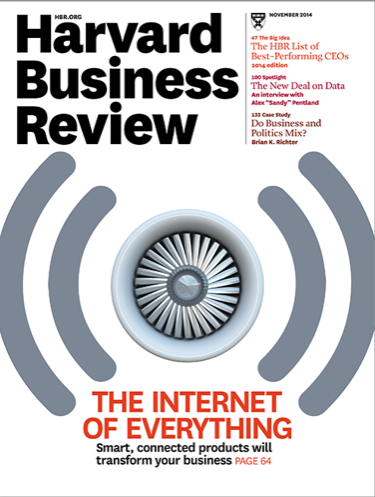 HBR.ORG
Harvard
Business
Review
NOVEMBER 2014
47 The Big Idea
The HBR List of
Best-Performing CEOs
2014 edition
100 Spotlight
The New Deal on Data
An interview with
Alex “Sandy” Pentland
133 Case Study
Do Business and
Politics Mix?
Brian K. Richter
THE INTERNET
OF EVERYTHING
Smart, connected products will
transform your business PAGE 64